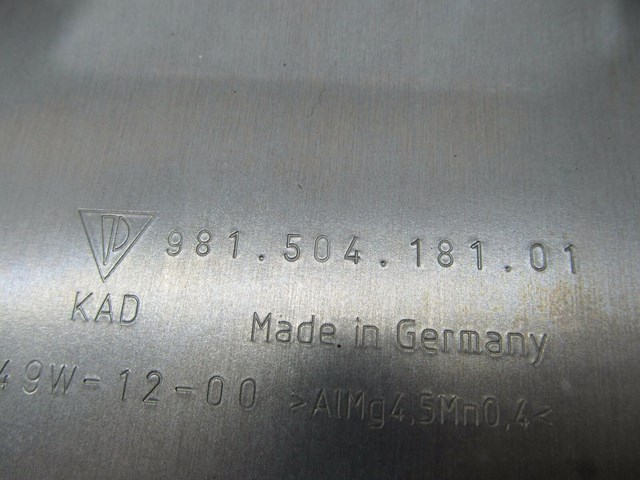 981.504.181.01
KAD
Made in Germany
49W-12-00 >AlMg4,5Mn0,4<